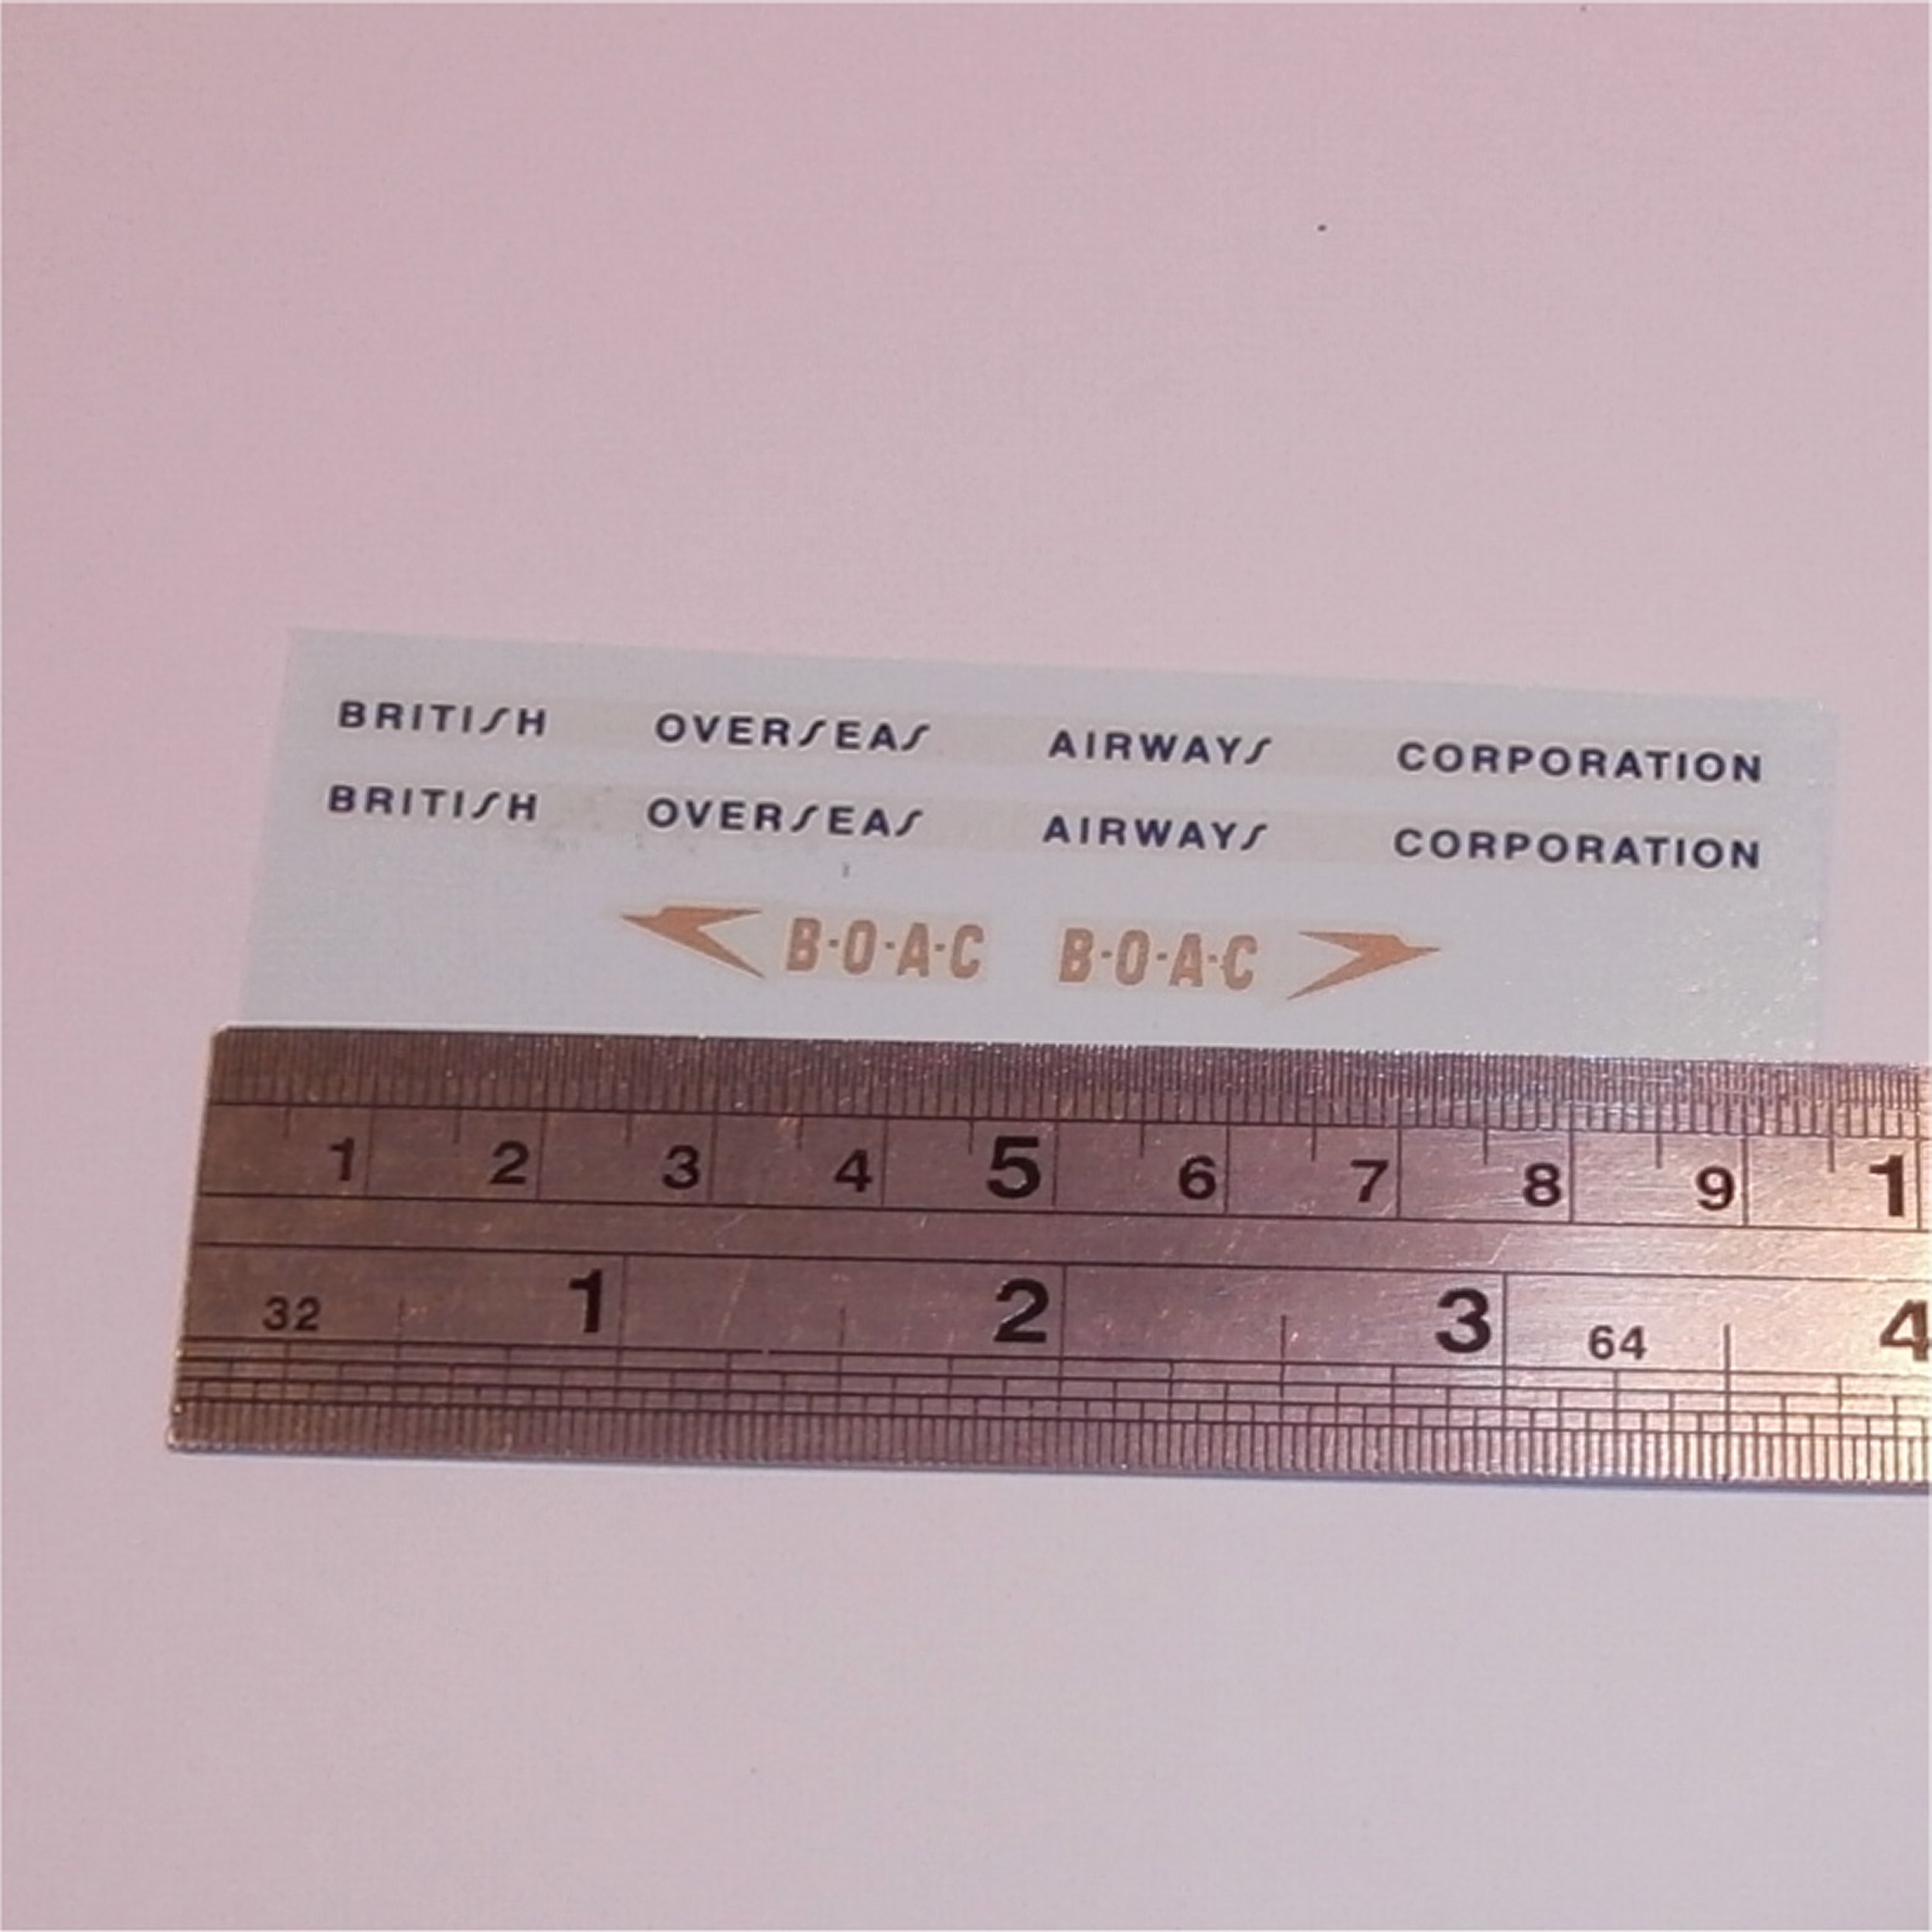 BRITISH OVERSEAS AIRWAYS CORPORATION
BRITISH OVERSEAS AIRWAYS CORPORATION
B·O·A·C B·O·A·C
1 2 3 4 5 6 7 8 9 1
32 1 2 3 64 4